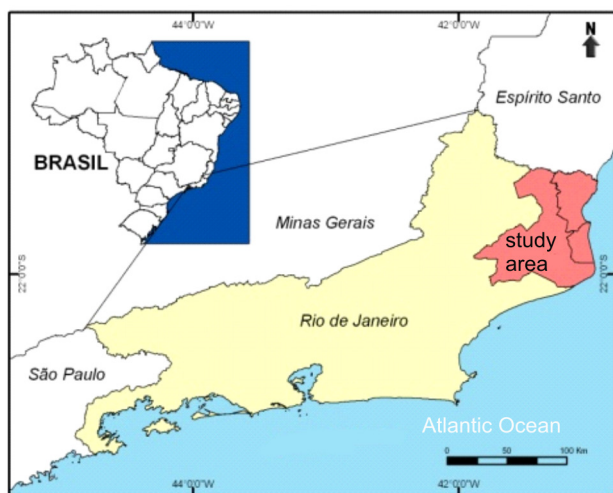 44°0'0"W
42°0'0"W
N
Espírito Santo
BRASIL
Minas Gerais
study
area
22°0'0"S
22°0'0"S
Rio de Janeiro
São Paulo
Atlantic Ocean
0 25 50 100 Km
44°0'0"W
42°0'0"W